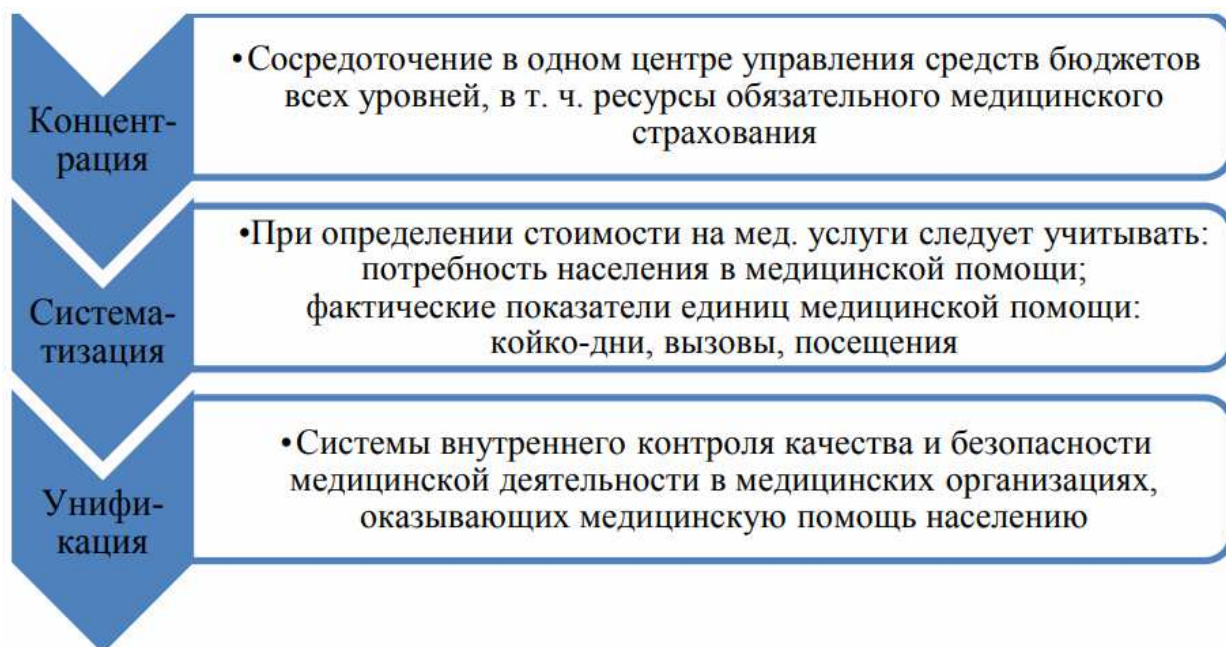 Концент-
рация
•Сосредоточение в одном центре управления средств бюджетов
всех уровней, в т. ч. ресурсы обязательного медицинского
страхования
Система-
тизация
•При определении стоимости на мед. услуги следует учитывать:
потребность населения в медицинской помощи;
фактические показатели единиц медицинской помощи:
койко-дни, вызовы, посещения
Унифи-
кация
•Системы внутреннего контроля качества и безопасности
медицинской деятельности в медицинских организациях,
оказывающих медицинскую помощь населению